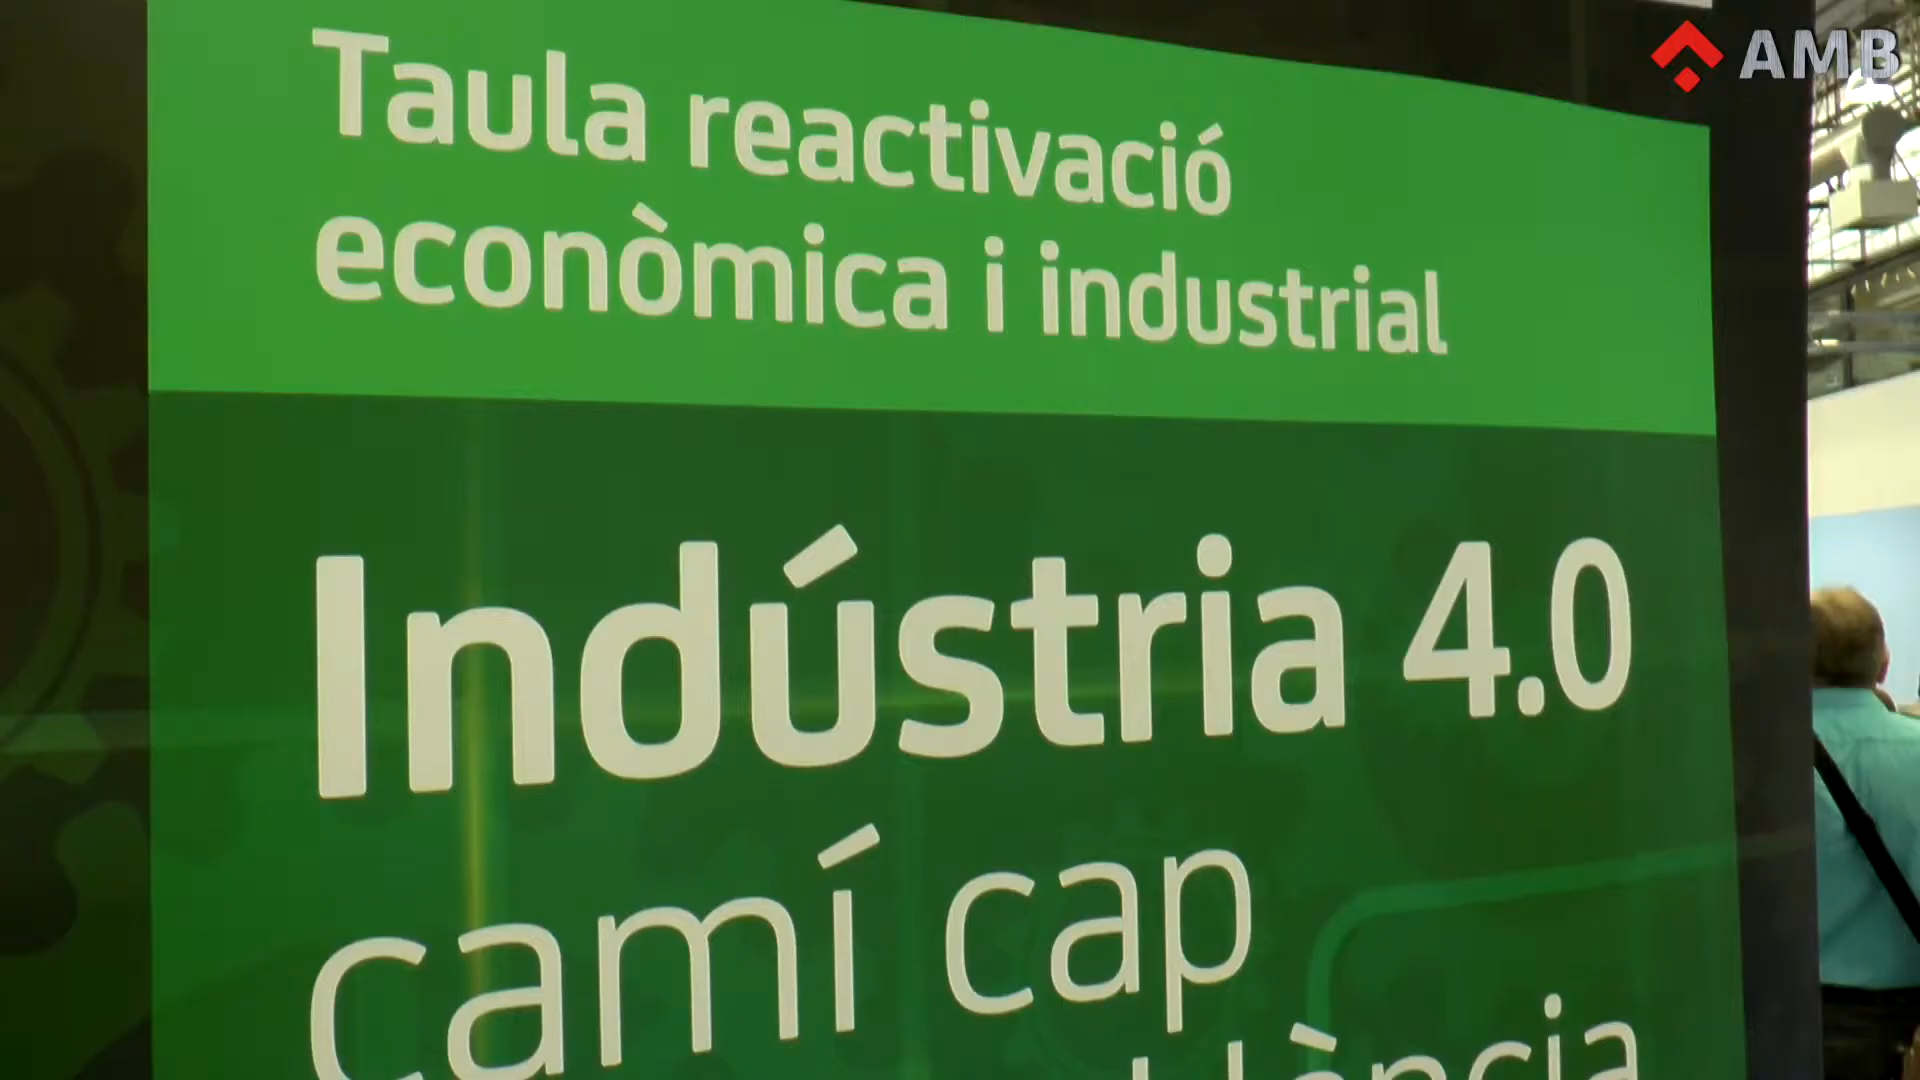 AMB
Taula reactivació
econòmica i industrial
Indústria 4.0
camí cap